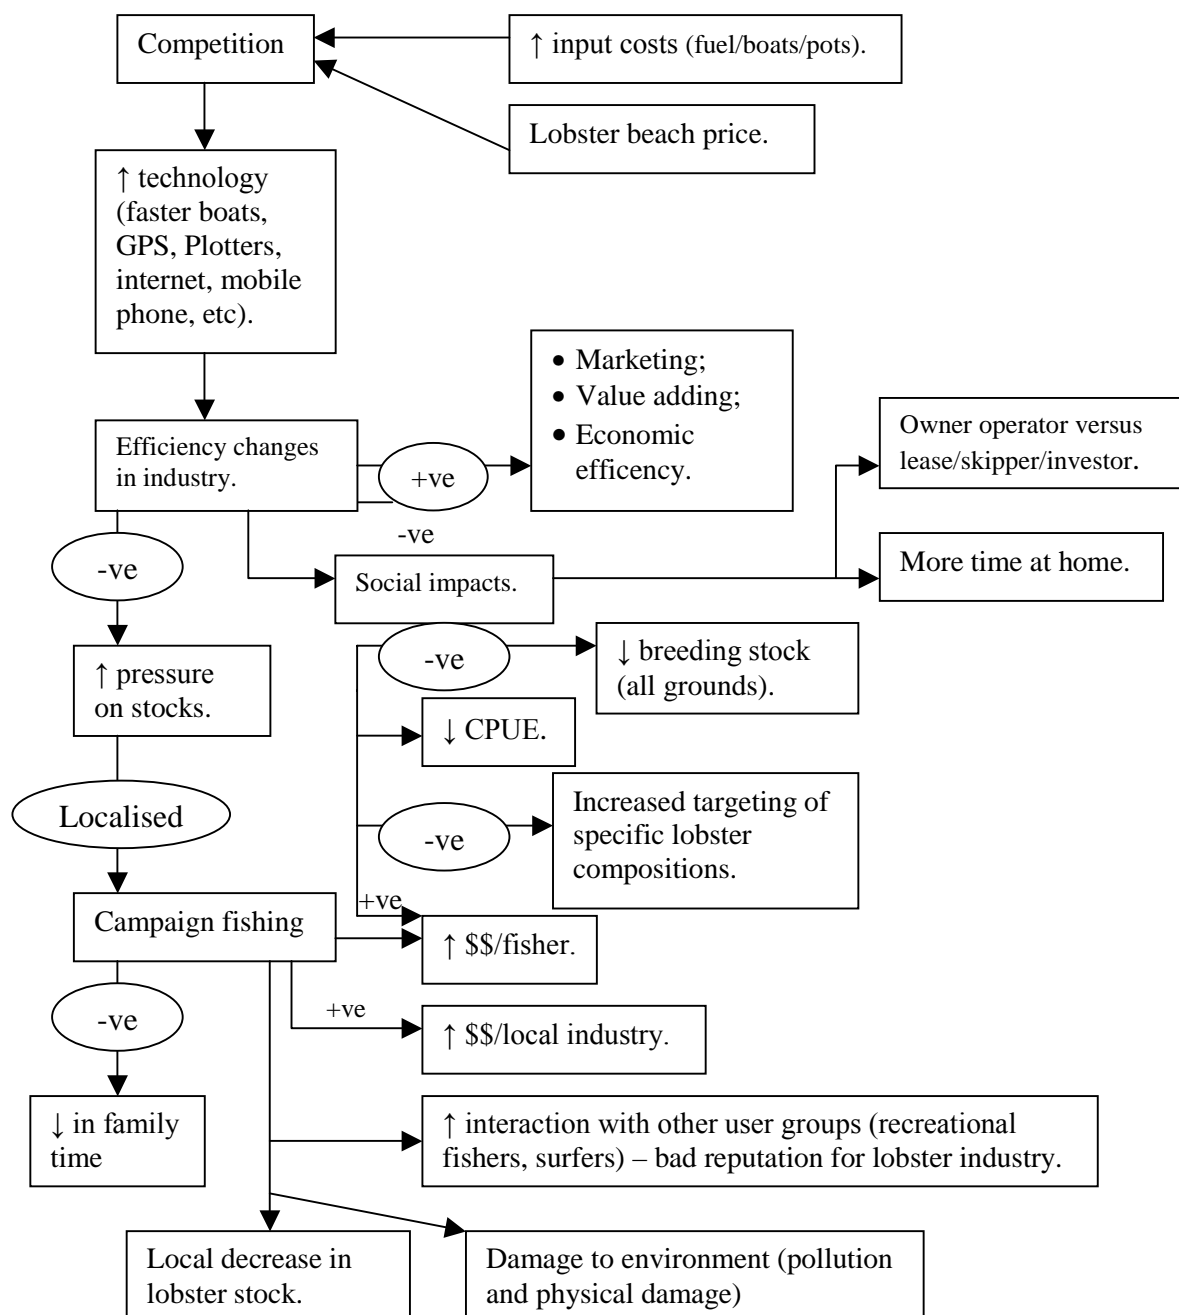 Competition
↑ input costs (fuel/boats/pots).
Lobster beach price.
↑ technology
(faster boats,
GPS, Plotters,
internet, mobile
phone, etc).
• Marketing;
• Value adding;
• Economic
efficency.
Efficiency changes
in industry.
+ve
-ve
Owner operator versus
lease/skipper/investor.
-ve
Social impacts.
More time at home.
↑ pressure
on stocks.
-ve
↓ breeding stock
(all grounds).
↓ CPUE.
Localised
-ve
Increased targeting of
specific lobster
compositions.
Campaign fishing
+ve
↑ $$/fisher.
-ve
+ve
↑ $$/local industry.
↓ in family
time
↑ interaction with other user groups (recreational
fishers, surfers) – bad reputation for lobster industry.
Local decrease in
lobster stock.
Damage to environment (pollution
and physical damage)